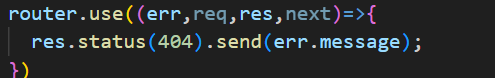 router.use((err,req,res,next)=>{
  res.status(404).send(err.message);
})